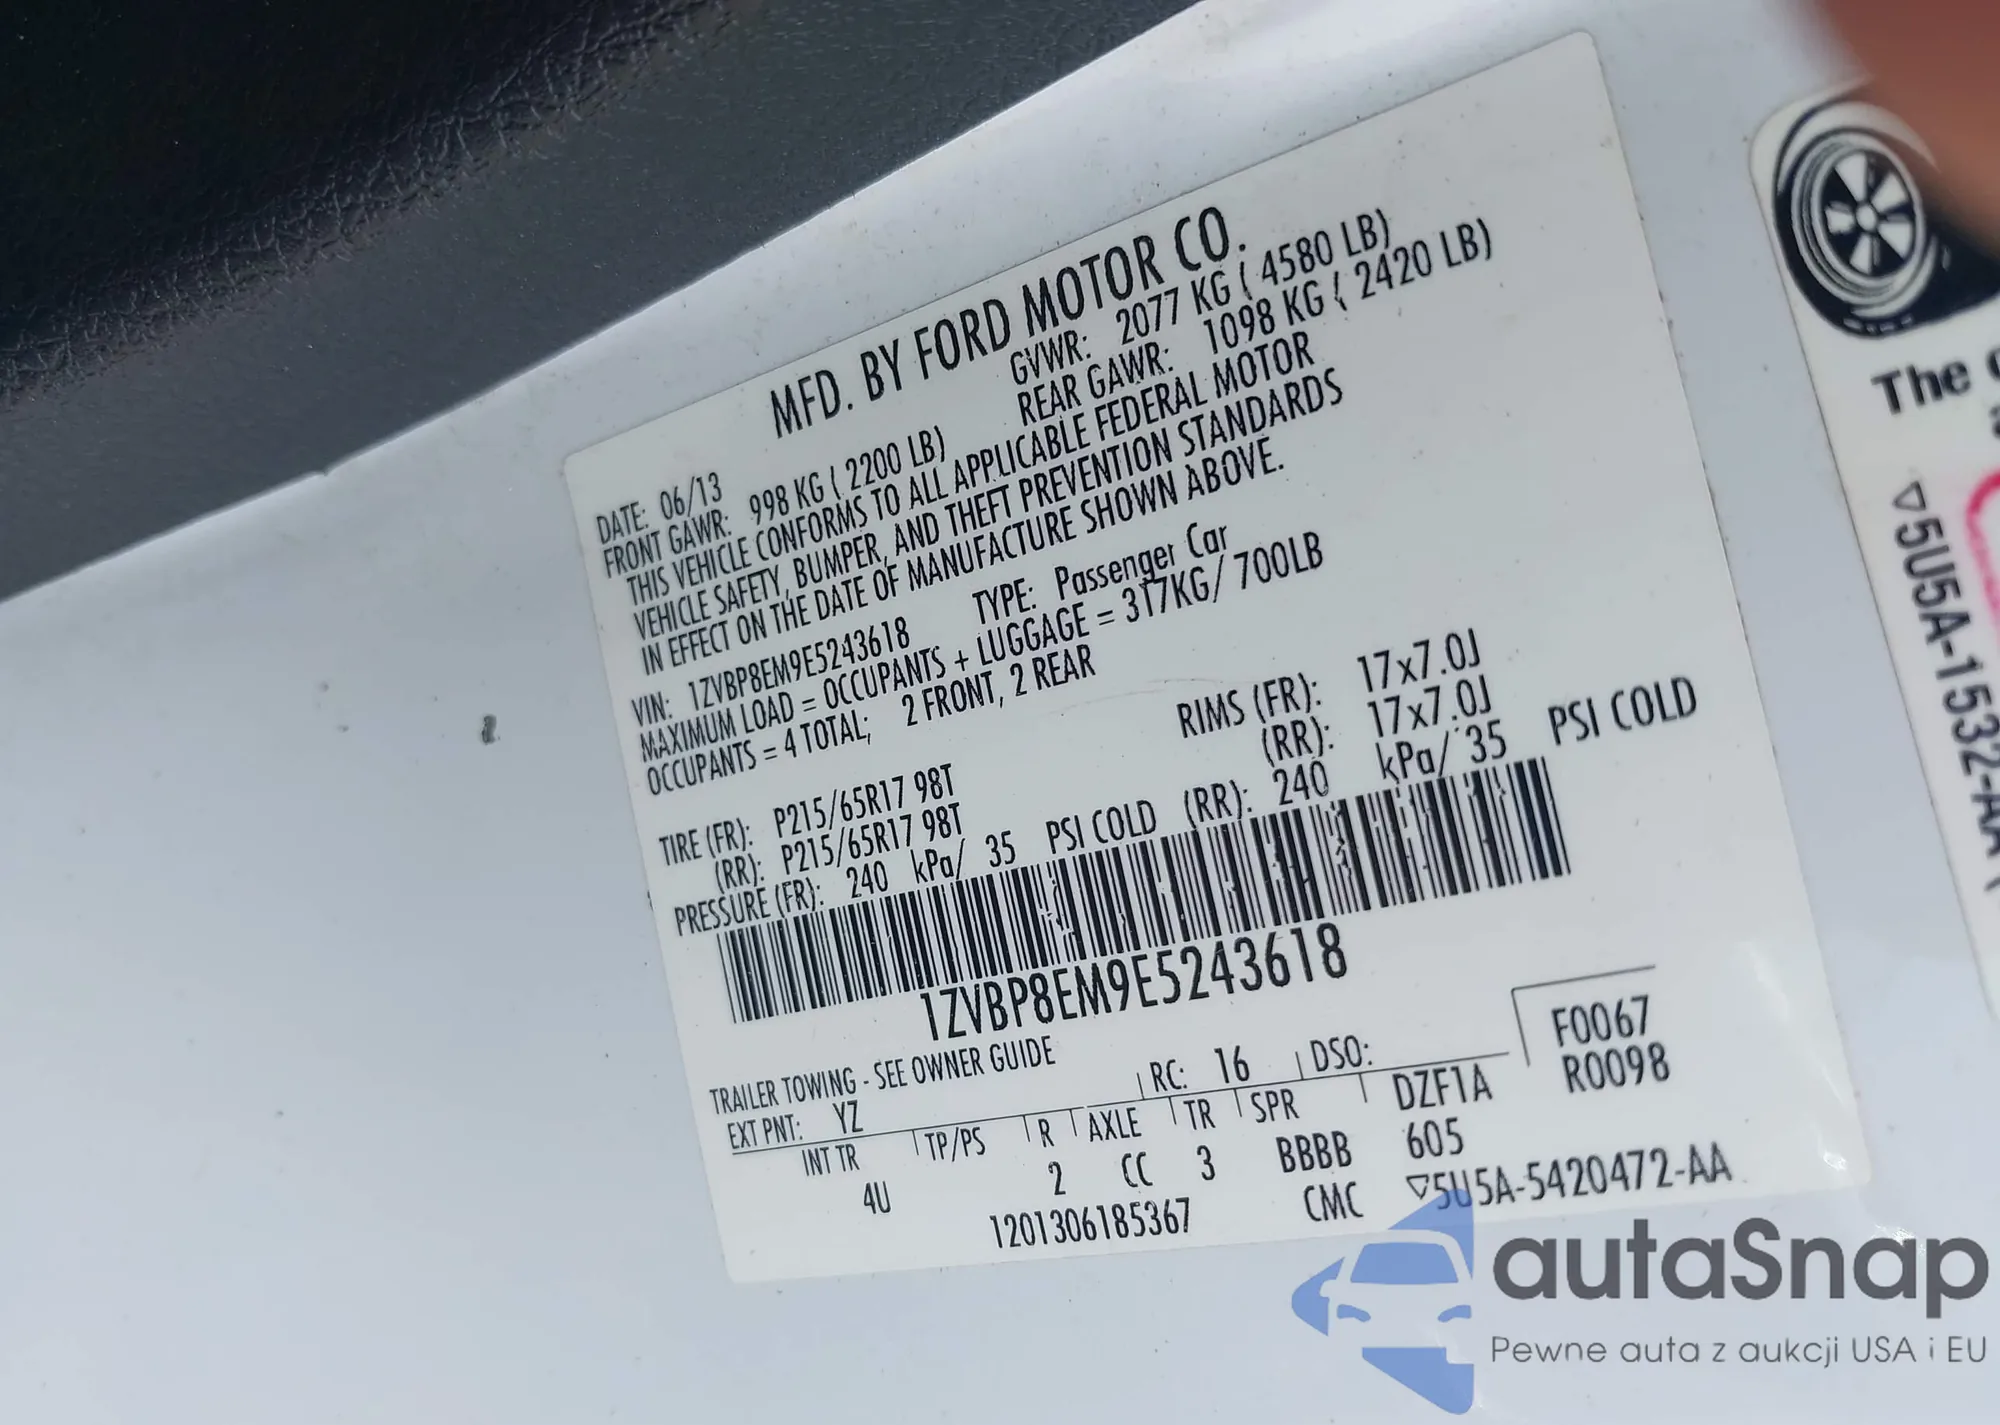 MFD. BY FORD MOTOR CO.
DATE: 06/13 GVWR: 2077 KG ( 4580 LB)
FRONT GAWR: 998 KG ( 2200 LB) REAR GAWR: 1098 KG ( 2420 LB)
THIS VEHICLE CONFORMS TO ALL APPLICABLE FEDERAL MOTOR
VEHICLE SAFETY, BUMPER, AND THEFT PREVENTION STANDARDS
IN EFFECT ON THE DATE OF MANUFACTURE SHOWN ABOVE.
VIN: 1ZVBP8EM9E5243618 TYPE: Passenger Car
MAXIMUM LOAD = OCCUPANTS + LUGGAGE = 317KG/ 700LB
OCCUPANTS = 4 TOTAL; 2 FRONT, 2 REAR
TIRE (FR): P215/65R17 98T RIMS (FR): 17x7.0J
(RR): P215/65R17 98T (RR): 17x7.0J
PRESSURE (FR): 240 kPa/ 35 PSI COLD (RR): 240 kPa/ 35 PSI COLD
1ZVBP8EM9E5243618
TRAILER TOWING - SEE OWNER GUIDE
F0067
R0098
EXT PNT: YZ RC: 16 DSO:
INT TR TP/PS R AXLE TR SPR DZF1A
4U 2 CC 3 BBBB 605
1201306185367 CMC ▽5U5A-5420472-AA
The
▽5U5A-1532-AA
autaSnap
Pewne auta z aukcji USA i EU